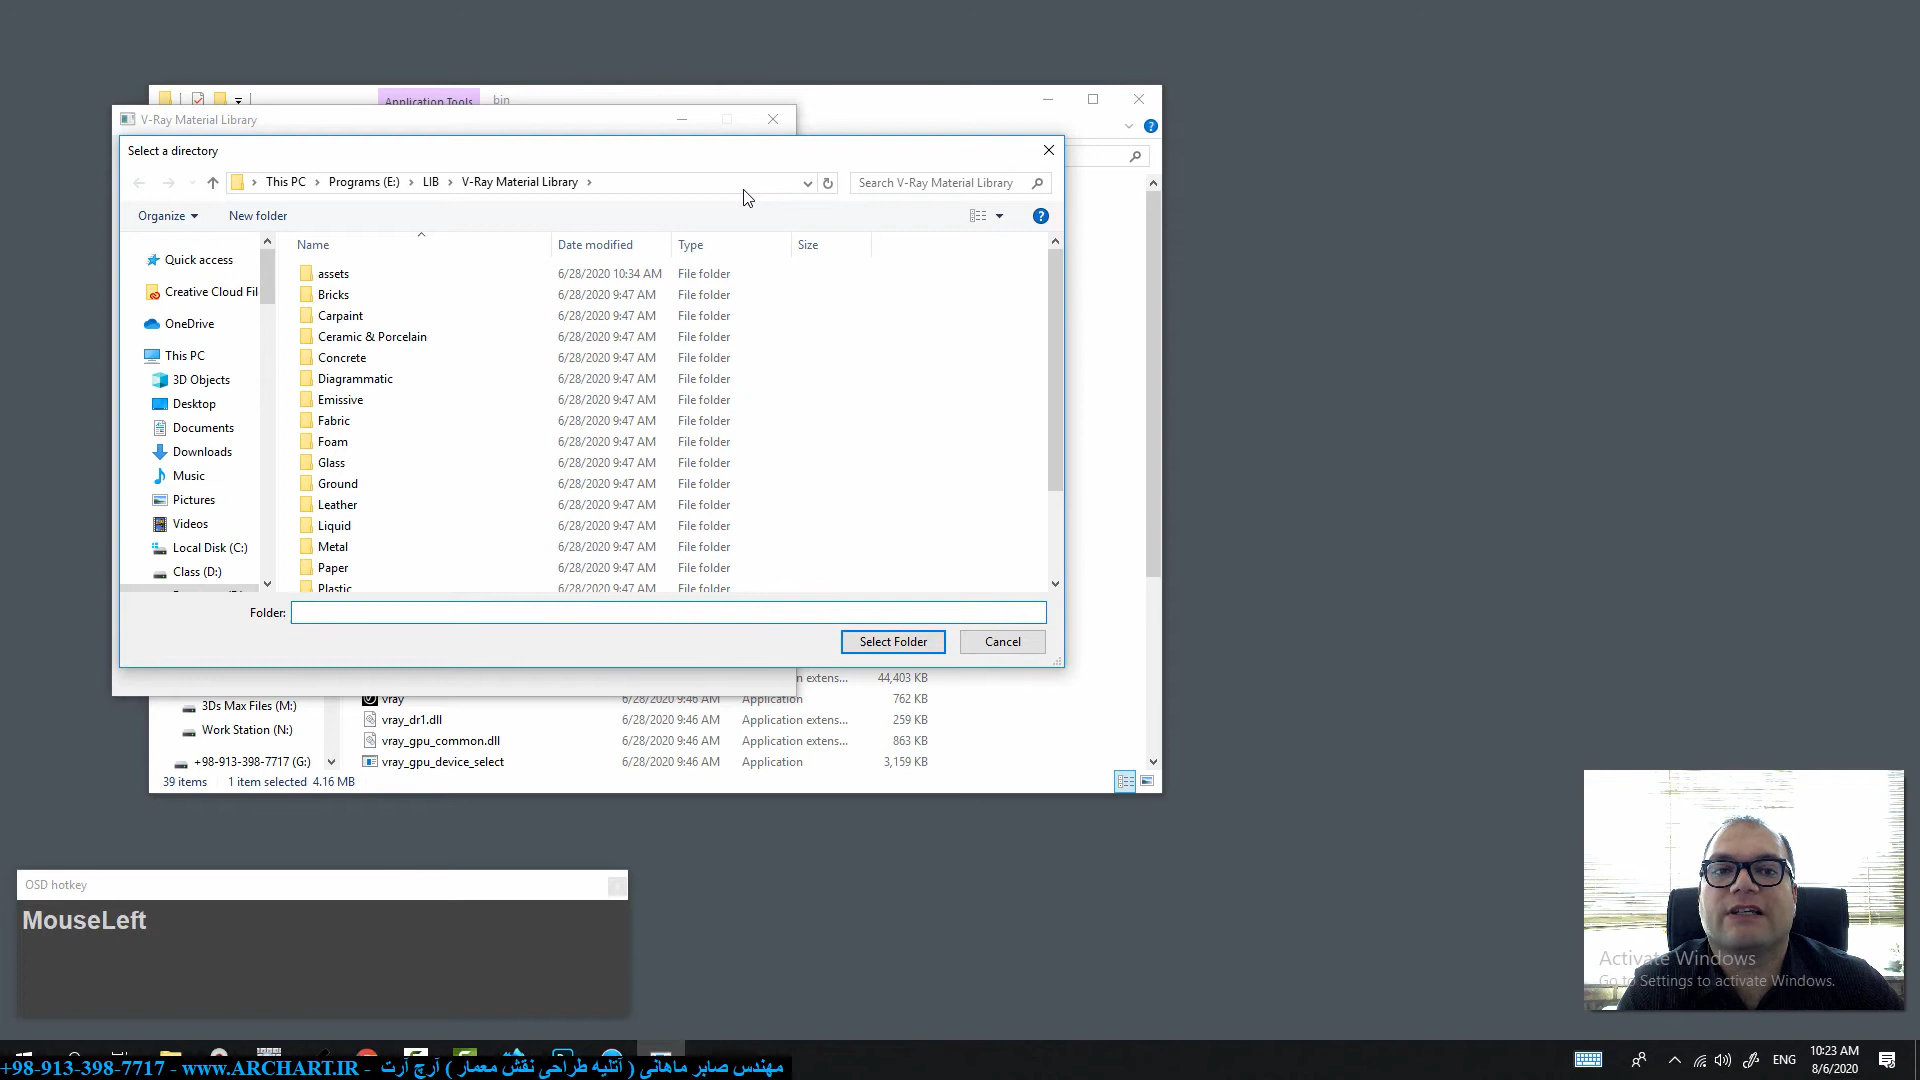 Application Tools
bin
V-Ray Material Library
Select a directory
This PC > Programs (E:) > LIB > V-Ray Material Library >
Search V-Ray Material Library
Organize
New folder
Name
Date modified
Type
Size
Quick access
Creative Cloud Fil
OneDrive
This PC
3D Objects
Desktop
Documents
Downloads
Music
Pictures
Videos
Local Disk (C:)
Class (D:)
assets 6/28/2020 10:34 AM File folder
Bricks 6/28/2020 9:47 AM File folder
Carpaint 6/28/2020 9:47 AM File folder
Ceramic & Porcelain 6/28/2020 9:47 AM File folder
Concrete 6/28/2020 9:47 AM File folder
Diagrammatic 6/28/2020 9:47 AM File folder
Emissive 6/28/2020 9:47 AM File folder
Fabric 6/28/2020 9:47 AM File folder
Foam 6/28/2020 9:47 AM File folder
Glass 6/28/2020 9:47 AM File folder
Ground 6/28/2020 9:47 AM File folder
Leather 6/28/2020 9:47 AM File folder
Liquid 6/28/2020 9:47 AM File folder
Metal 6/28/2020 9:47 AM File folder
Paper 6/28/2020 9:47 AM File folder
Plastic 6/28/2020 9:47 AM File folder
Folder:
Select Folder
Cancel
n extens... 44,403 KB
vray 6/28/2020 9:46 AM Application 762 KB
vray_dr1.dll 6/28/2020 9:46 AM Application extens... 259 KB
vray_gpu_common.dll 6/28/2020 9:46 AM Application extens... 863 KB
vray_gpu_device_select 6/28/2020 9:46 AM Application 3,159 KB
3Ds Max Files (M:)
Work Station (N:)
+98-913-398-7717 (G:)
39 items 1 item selected 4.16 MB
OSD hotkey
MouseLeft
Activate Windows
Go to Settings to activate Windows.
+98-913-398-7717 - www.ARCHART.IR - مهندس صابر ماهانی ( آتلیه طراحی نقش معمار ) آرچ آرت
ENG
10:23 AM
8/6/2020